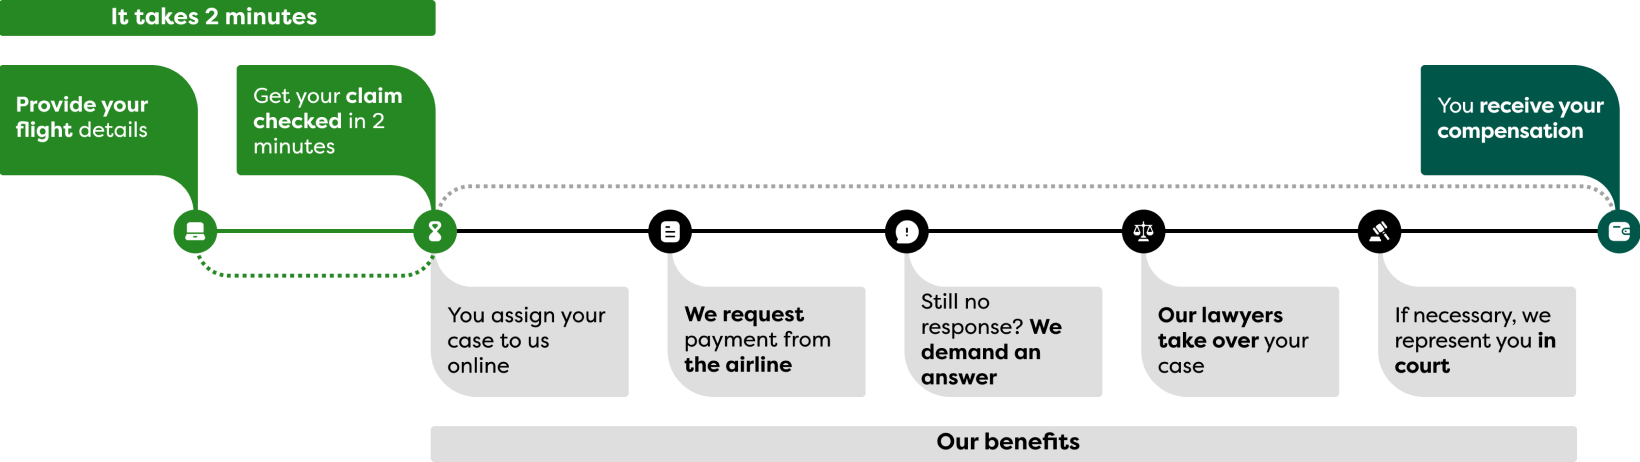 It takes 2 minutes
Provide your
flight details
Get your claim
checked in 2
minutes
You receive your
compensation
You assign your
case to us
online
We request
payment from
the airline
Still no
response? We
demand an
answer
Our lawyers
take over your
case
If necessary, we
represent you in
court
Our benefits